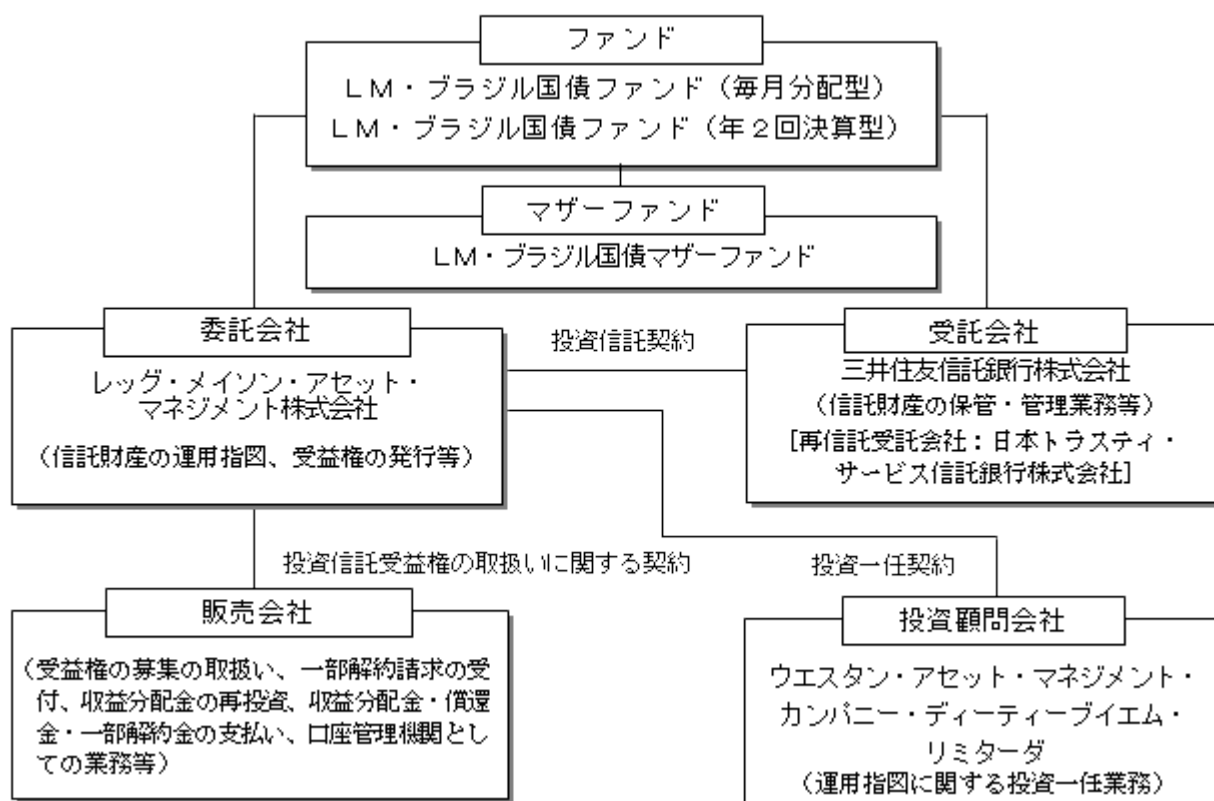 ファンド
LM・ブラジル国債ファンド(毎月分配型)
LM・ブラジル国債ファンド(年2回決算型)
マザーファンド
LM・ブラジル国債マザーファンド
委託会社
レッグ・メイソン・アセット・
マネジメント株式会社
(信託財産の運用指図、受益権の発行等)
投資信託契約
受託会社
三井住友信託銀行株式会社
(信託財産の保管・管理業務等)
[再信託受託会社:日本トラスティ・
サービス信託銀行株式会社]
投資信託受益権の取扱いに関する契約
投資一任契約
販売会社
(受益権の募集の取扱い、一部解約請求の受
付、収益分配金の再投資、収益分配金・償還
金・一部解約金の支払い、口座管理機関とし
ての業務等)
投資顧問会社
ウエスタン・アセット・マネジメント・
カンパニー・ディーティーブイエム・
リミターダ
(運用指図に関する投資一任業務)